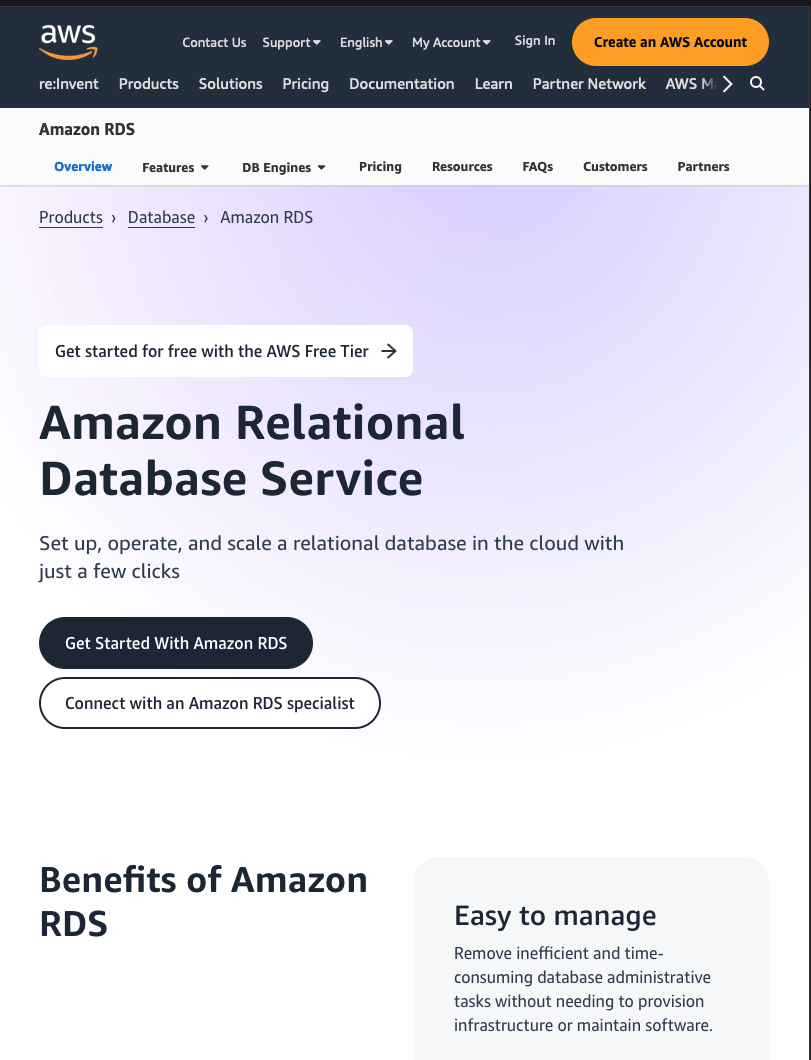 aws
Contact Us Support English My Account Sign In Create an AWS Account
re:Invent Products Solutions Pricing Documentation Learn Partner Network AWS
Amazon RDS
Overview Features DB Engines Pricing Resources FAQs Customers Partners
Products › Database › Amazon RDS
Get started for free with the AWS Free Tier
Amazon Relational
Database Service
Set up, operate, and scale a relational database in the cloud with
just a few clicks
Get Started With Amazon RDS
Connect with an Amazon RDS specialist
Benefits of Amazon
RDS
Easy to manage
Remove inefficient and time-
consuming database administrative
tasks without needing to provision
infrastructure or maintain software.